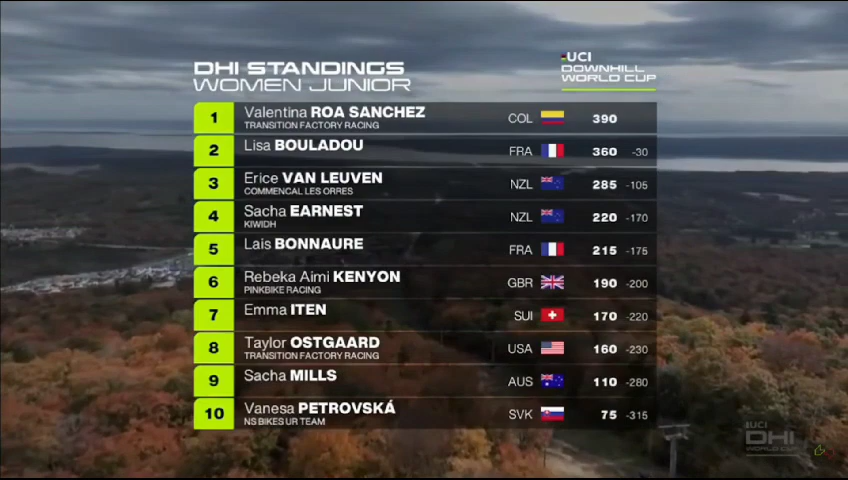 DHI STANDINGS
WOMEN JUNIOR
UCI
DOWNHILL
WORLD CUP
1 Valentina ROA SANCHEZ COL 390
TRANSITION FACTORY RACING
2 Lisa BOULADOU FRA 360 -30
3 Erice VAN LEUVEN NZL 285 -105
COMMENCAL LES ORRES
4 Sacha EARNEST NZL 220 -170
KIWIDH
5 Lais BONNAURE FRA 215 -175
6 Rebeka Aimi KENYON GBR 190 -200
PINKBIKE RACING
7 Emma ITEN SUI 170 -220
8 Taylor OSTGAARD USA 160 -230
TRANSITION FACTORY RACING
9 Sacha MILLS AUS 110 -280
10 Vanesa PETROVSKÁ SVK 75 -315
NS BIKES UR TEAM
UCI
DHI
WORLD CUP